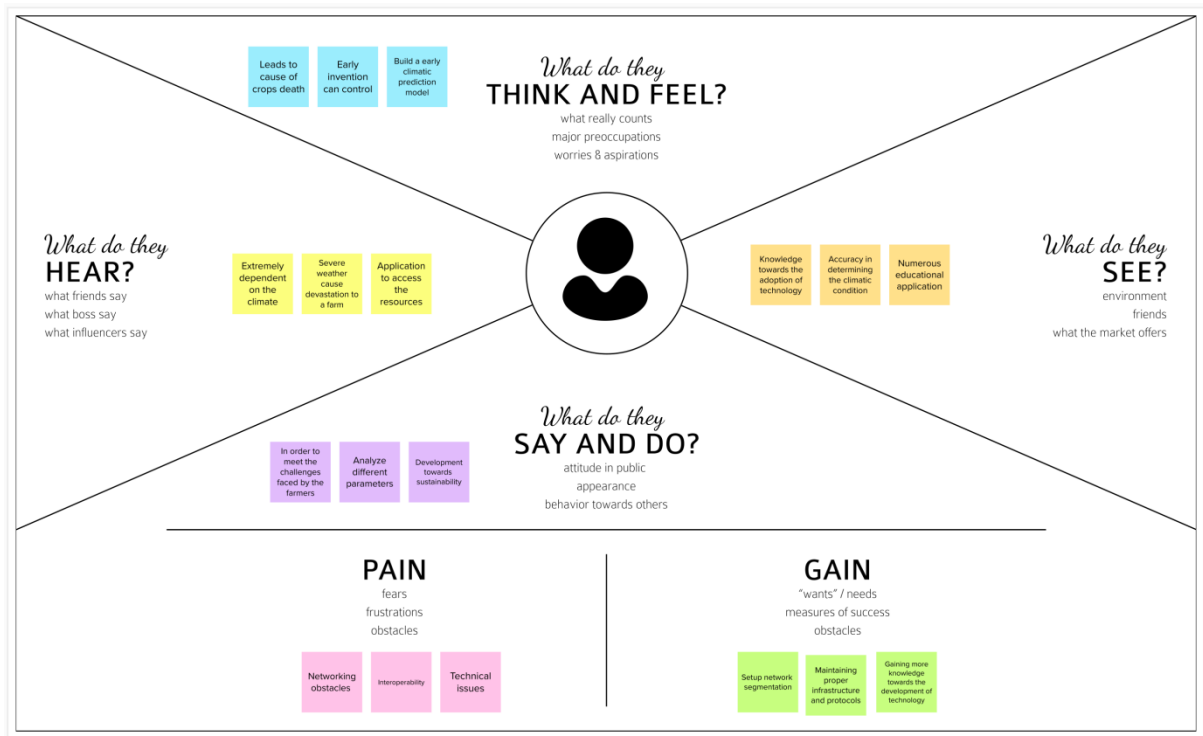 Leads to
cause of
crops death
Early
invention
can control
Build a early
climatic
prediction
model
What do they
THINK AND FEEL?
what really counts
major preoccupations
worries & aspirations
What do they
HEAR?
what friends say
what boss say
what influencers say
Extremely
dependent
on the
climate
Severe
weather
cause
devastation to
a farm
Application
to access
the
resources
Knowledge
towards the
adoption of
technology
Accuracy in
determining
the climatic
condition
Numerous
educational
application
What do they
SEE?
environment
friends
what the market offers
What do they
SAY AND DO?
attitude in public
appearance
behavior towards others
In order to
meet the
challenges
faced by the
farmers
Analyze
different
parameters
Development
towards
sustainability
PAIN
fears
frustrations
obstacles
Networking
obstacles
Interoperability
Technical
issues
GAIN
“wants” / needs
measures of success
obstacles
Setup network
segmentation
Maintaining
proper
infrastructure
and protocols
Gaining more
knowledge
towards the
development of
technology